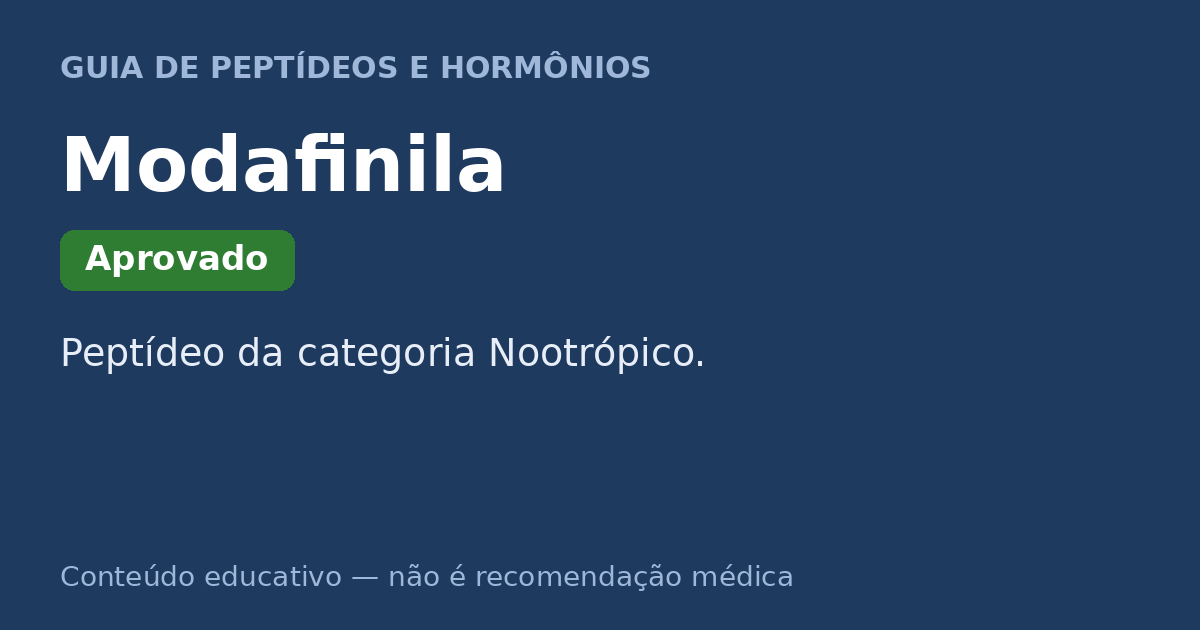 GUIA DE PEPTÍDEOS E HORMÔNIOS
Modafinila
Aprovado
Peptídeo da categoria Nootrópico.
Conteúdo educativo — não é recomendação médica